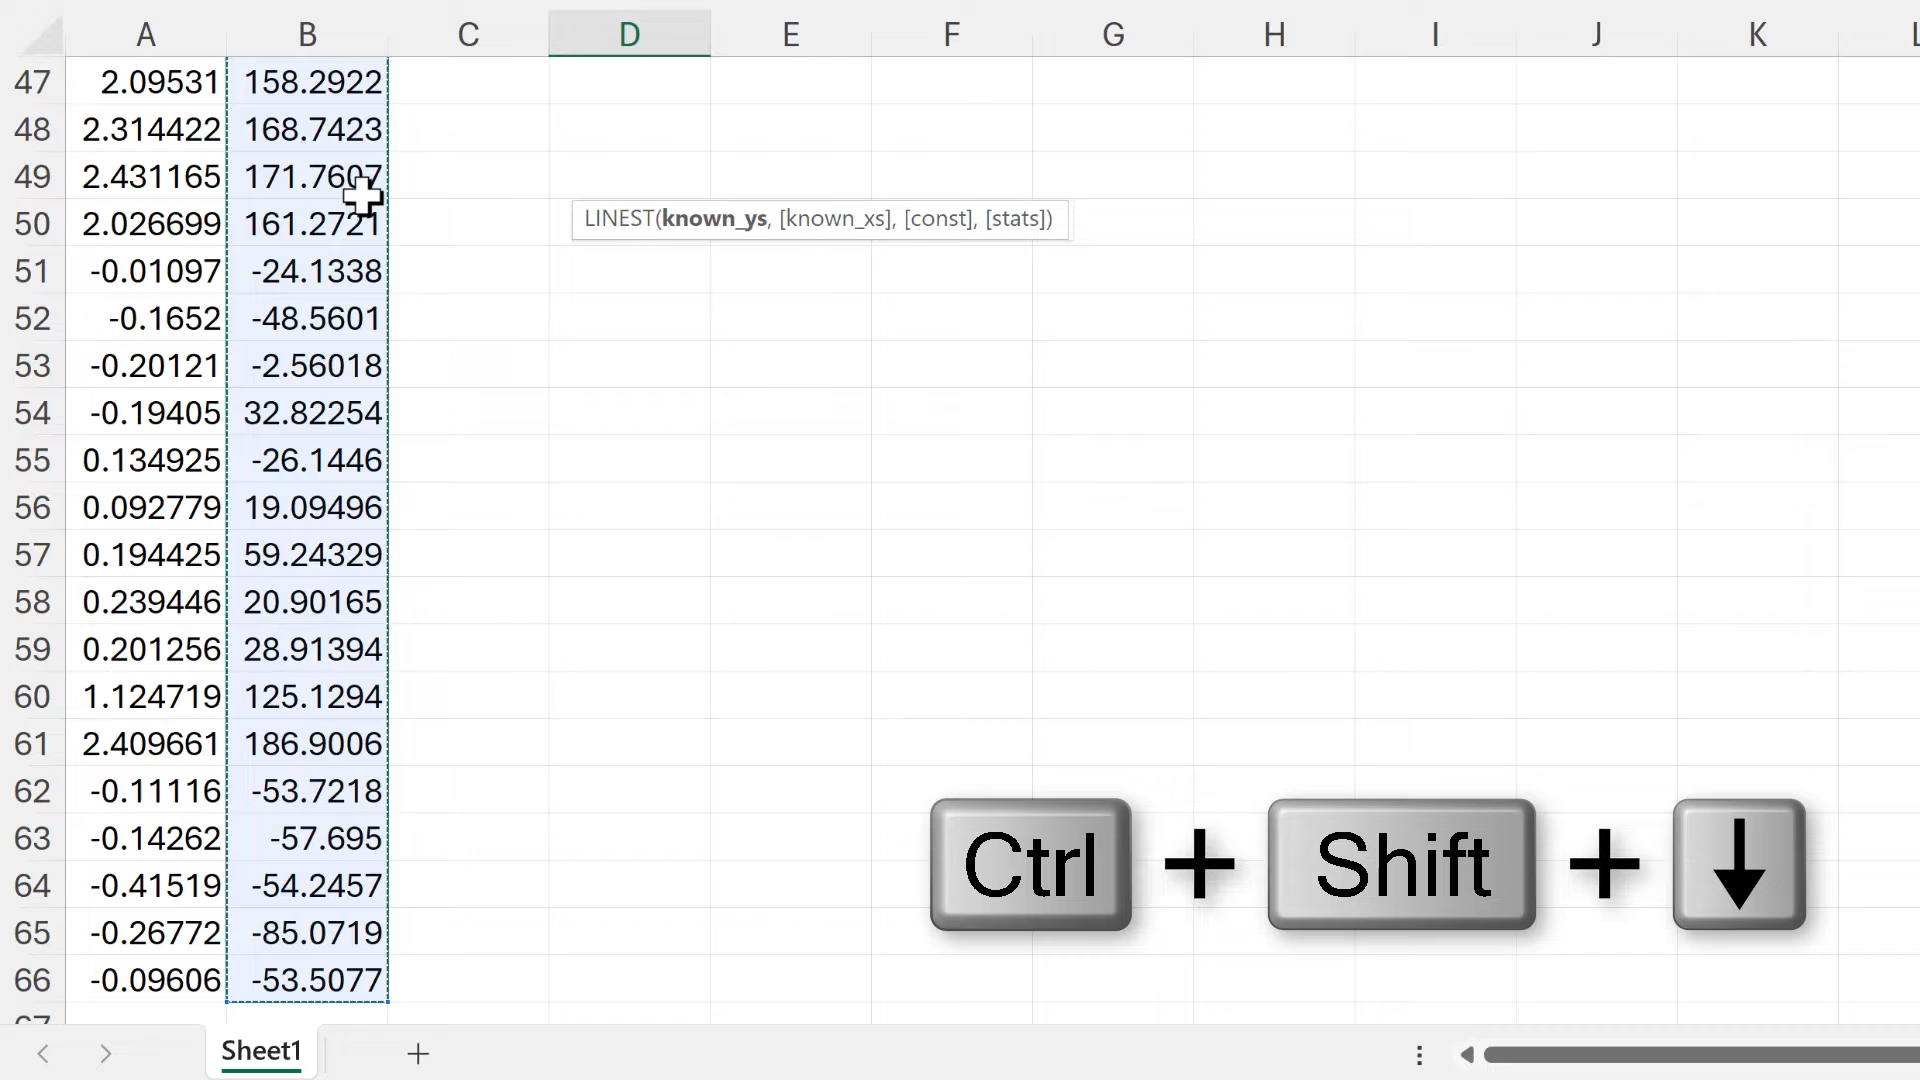 A B C D E F G H I J K L
47 2.09531 158.2922
48 2.314422 168.7423
49 2.431165 171.7607
50 2.026699 161.2721
LINEST(known_ys, [known_xs], [const], [stats])
51 -0.01097 -24.1338
52 -0.1652 -48.5601
53 -0.20121 -2.56018
54 -0.19405 32.82254
55 0.134925 -26.1446
56 0.092779 19.09496
57 0.194425 59.24329
58 0.239446 20.90165
59 0.201256 28.91394
60 1.124719 125.1294
61 2.409661 186.9006
62 -0.11116 -53.7218
63 -0.14262 -57.695
64 -0.41519 -54.2457
65 -0.26772 -85.0719
66 -0.09606 -53.5077
67
Ctrl + Shift + ↓
Sheet1 +